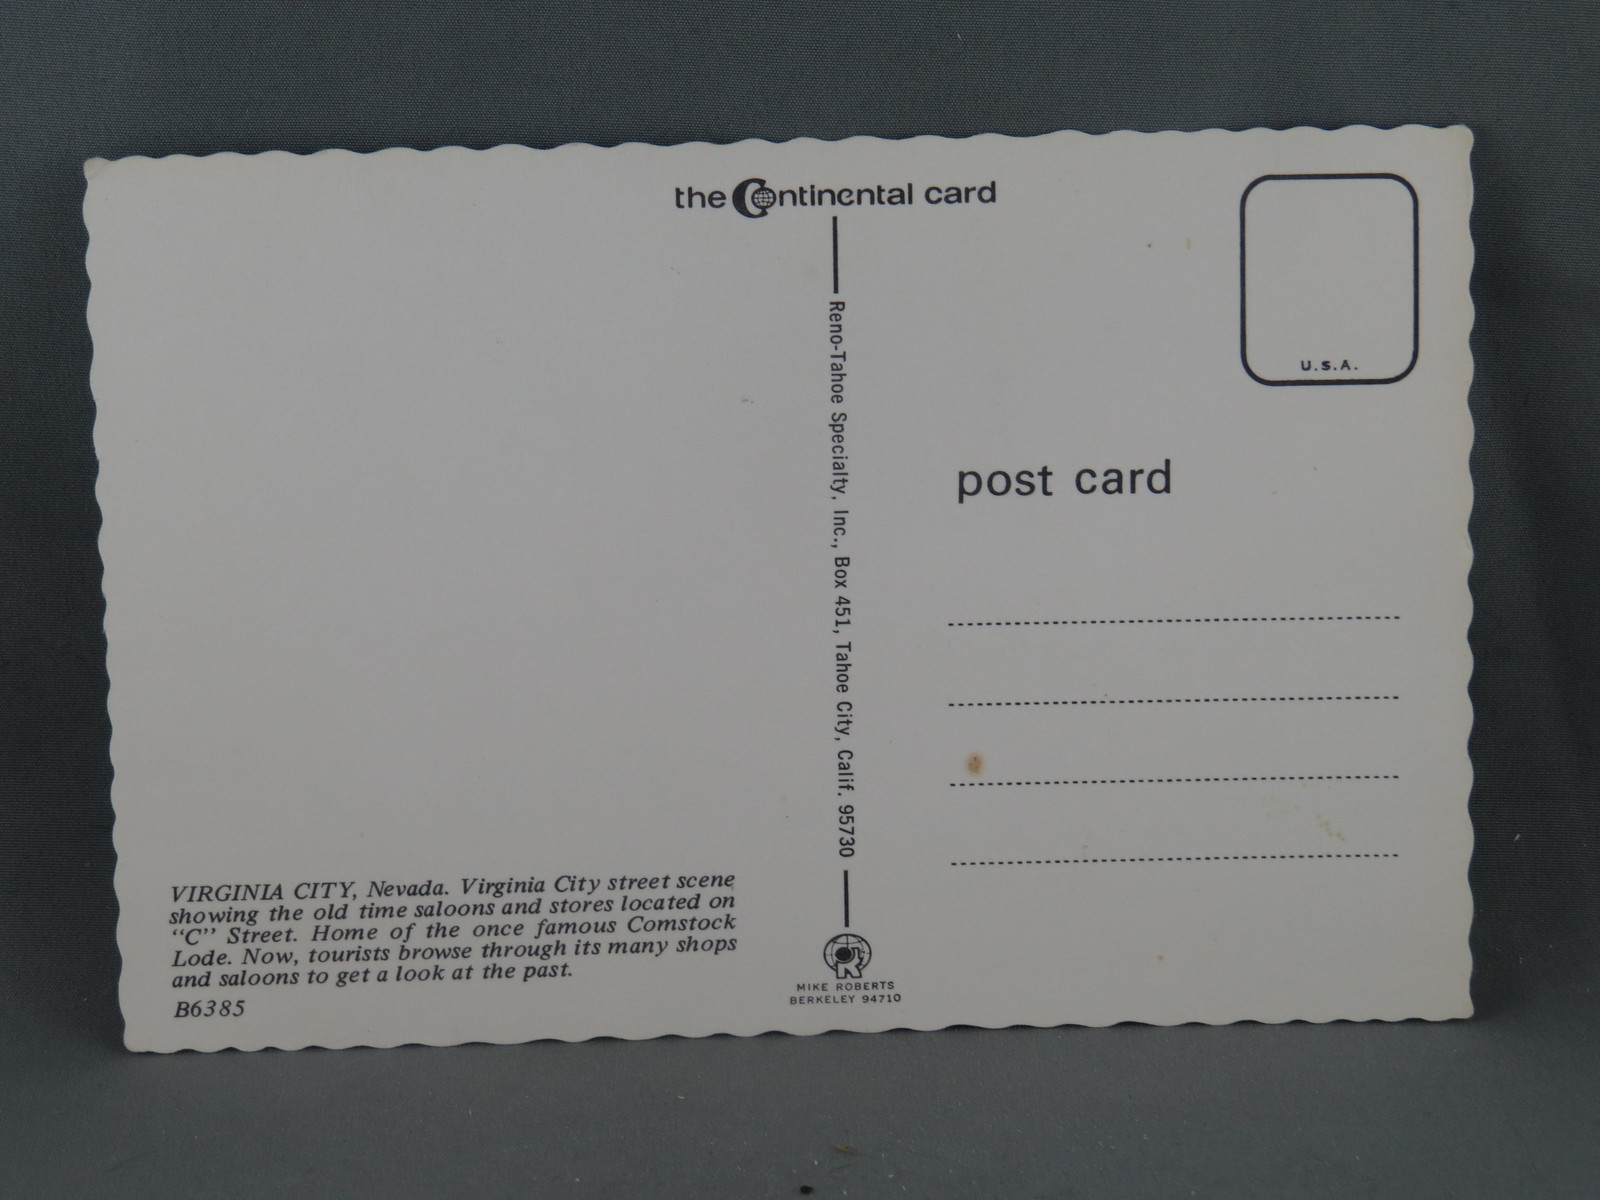 the Continental card
U.S.A.
post card
Reno-Tahoe Specialty, Inc., Box 451, Tahoe City, Calif. 95730
VIRGINIA CITY, Nevada. Virginia City street scene
showing the old time saloons and stores located on
“C” Street. Home of the once famous Comstock
Lode. Now, tourists browse through its many shops
and saloons to get a look at the past.
B6385
MIKE ROBERTS
BERKELEY 94710